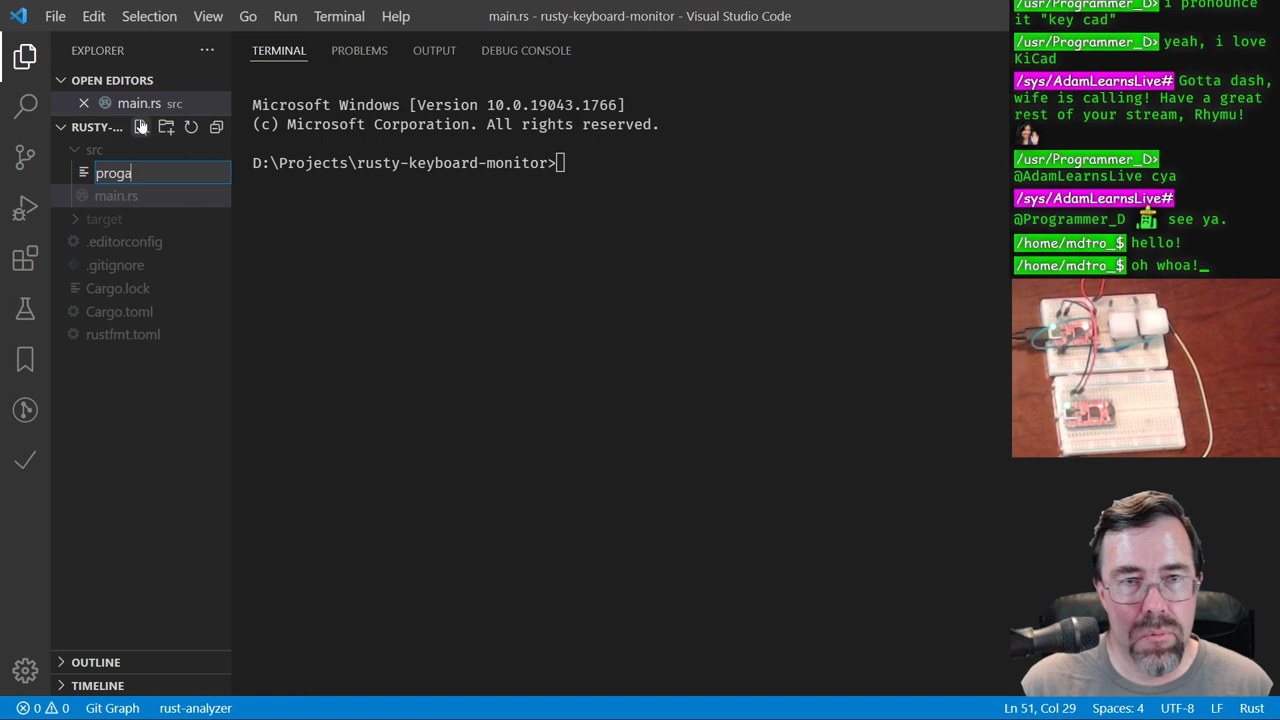 File Edit Selection View Go Run Terminal Help
main.rs - rusty-keyboard-monitor - Visual Studio Code
EXPLORER
OPEN EDITORS
main.rs src
RUSTY-...
src
proga
main.rs
target
.editorconfig
.gitignore
Cargo.lock
Cargo.toml
rustfmt.toml
OUTLINE
TIMELINE
TERMINAL PROBLEMS OUTPUT DEBUG CONSOLE
Microsoft Windows [Version 10.0.19043.1766]
(c) Microsoft Corporation. All rights reserved.
D:\Projects\rusty-keyboard-monitor>
/usr/Programmer_D> i pronounce
it "key cad"
/usr/Programmer_D> yeah, i love
KiCad
/sys/AdamLearnsLive# Gotta dash,
wife is calling! Have a great
rest of your stream, Rhymu!
/usr/Programmer_D>
@AdamLearnsLive cya
/sys/AdamLearnsLive#
@Programmer_D see ya.
/home/mdtro_$ hello!
/home/mdtro_$ oh whoa!_
0 0 Git Graph rust-analyzer
Ln 51, Col 29 Spaces: 4 UTF-8 LF Rust